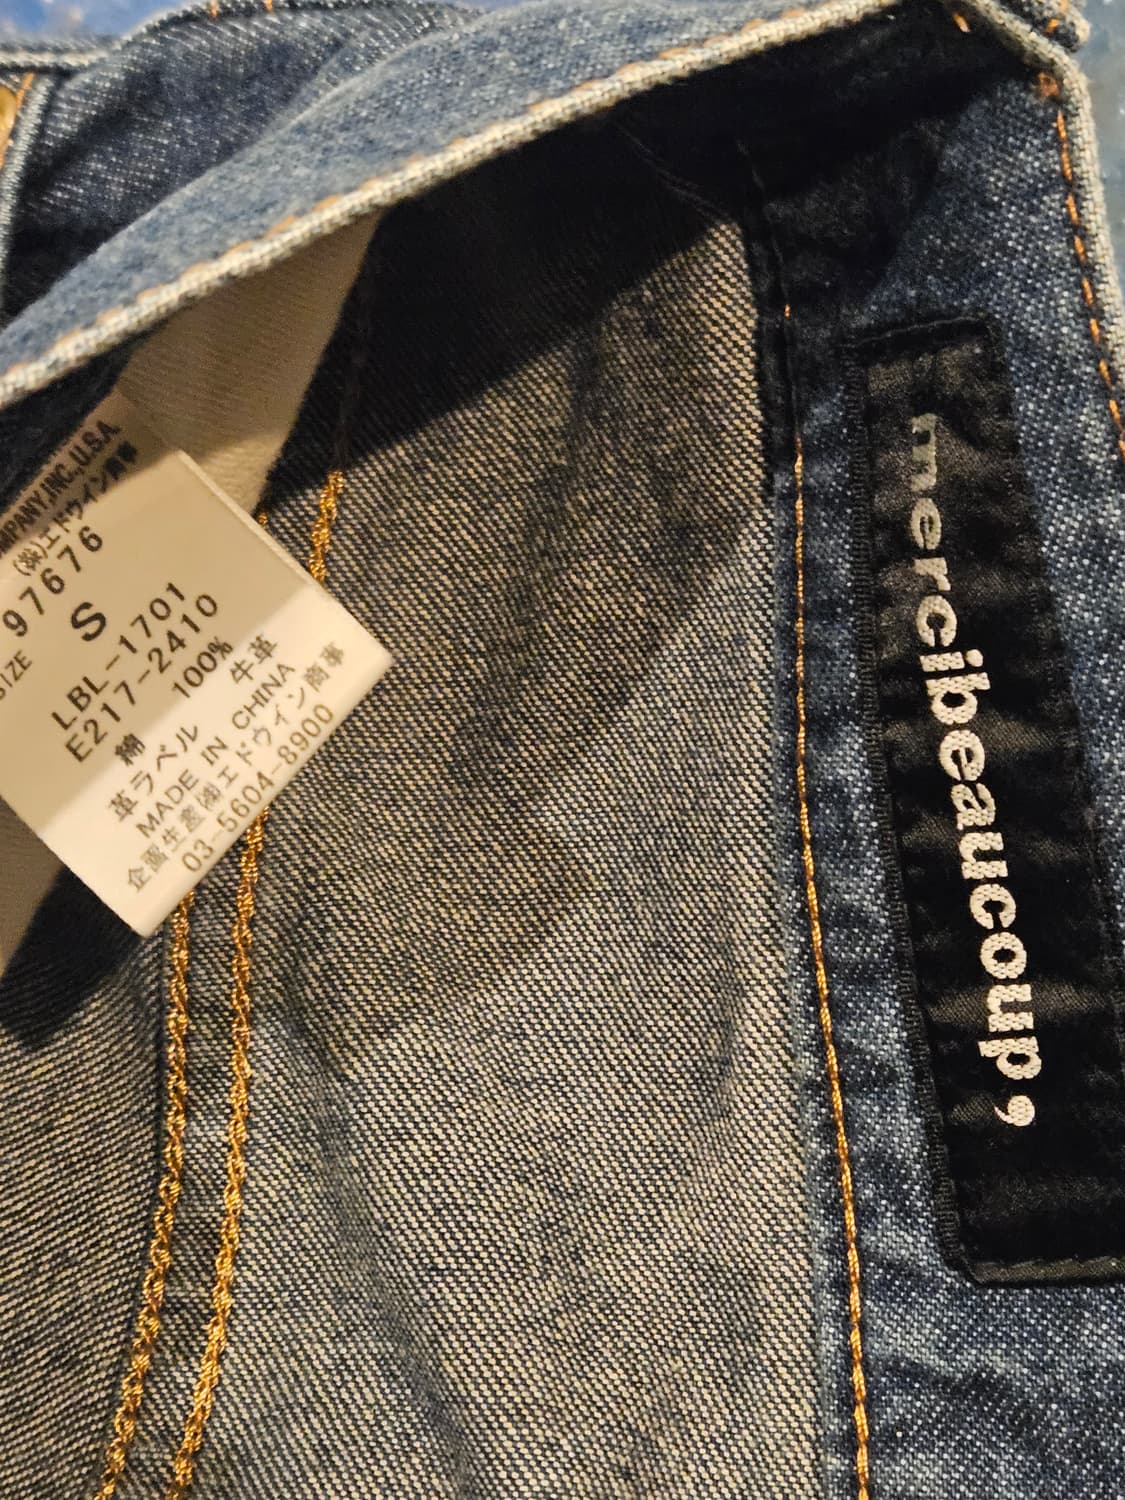 COMPANY, INC., U.S.A.
(株)エドウイン商事
97676
SIZE S
LBL-1701
E217-2410
綿 100%
革ラベル 牛革
MADE IN CHINA
企画生産㈱エドウイン商事
03-5604-8900
mercibeaucoup,